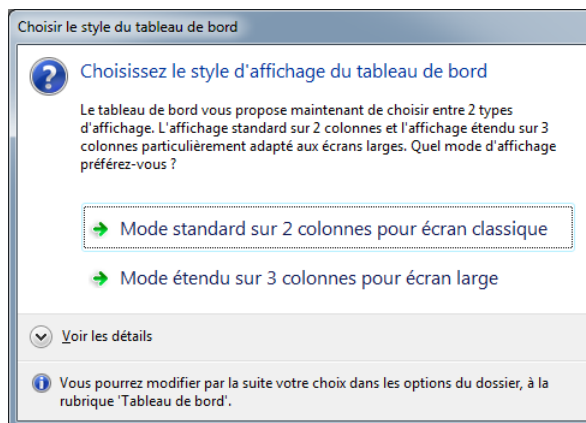 Choisir le style du tableau de bord
Choisissez le style d'affichage du tableau de bord
Le tableau de bord vous propose maintenant de choisir entre 2 types
d'affichage. L'affichage standard sur 2 colonnes et l'affichage étendu sur 3
colonnes particulièrement adapté aux écrans larges. Quel mode d'affichage
préférez-vous ?
Mode standard sur 2 colonnes pour écran classique
Mode étendu sur 3 colonnes pour écran large
Voir les détails
Vous pourrez modifier par la suite votre choix dans les options du dossier, à la
rubrique 'Tableau de bord'.